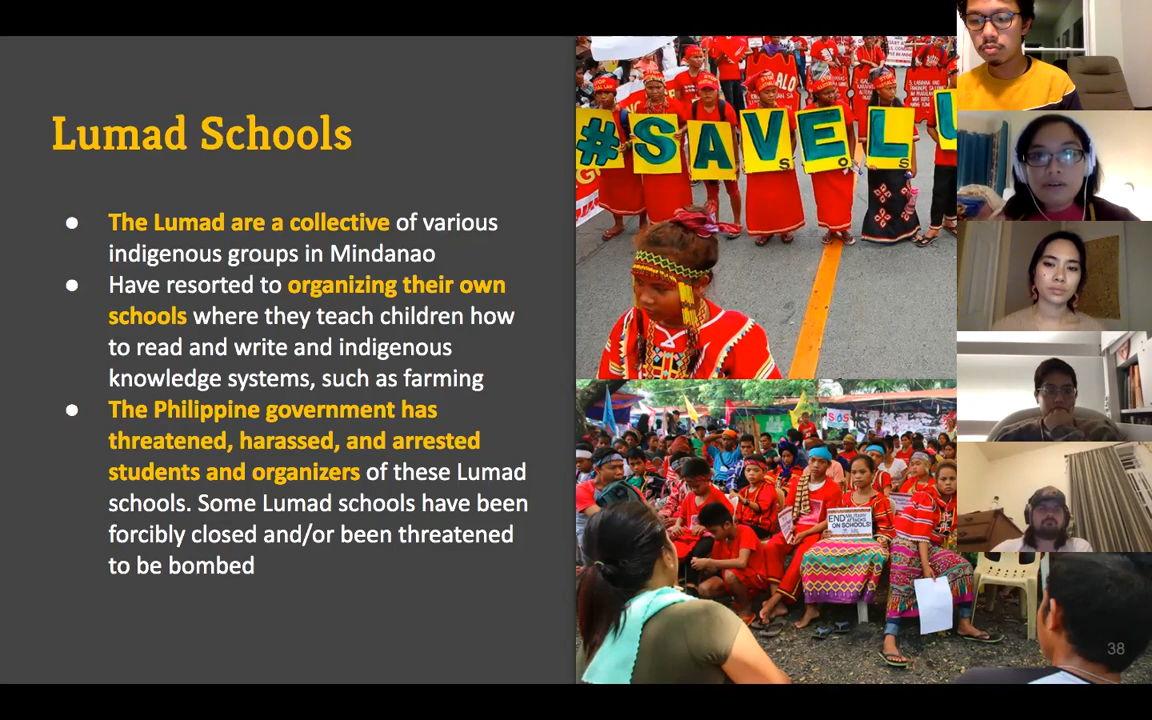 Lumad Schools
● The Lumad are a collective of various
indigenous groups in Mindanao
● Have resorted to organizing their own
schools where they teach children how
to read and write and indigenous
knowledge systems, such as farming
● The Philippine government has
threatened, harassed, and arrested
students and organizers of these Lumad
schools. Some Lumad schools have been
forcibly closed and/or been threatened
to be bombed
#SAVEL
S O S
SOS
END MILITARY
ATTACKS
ON SCHOOLS!
38